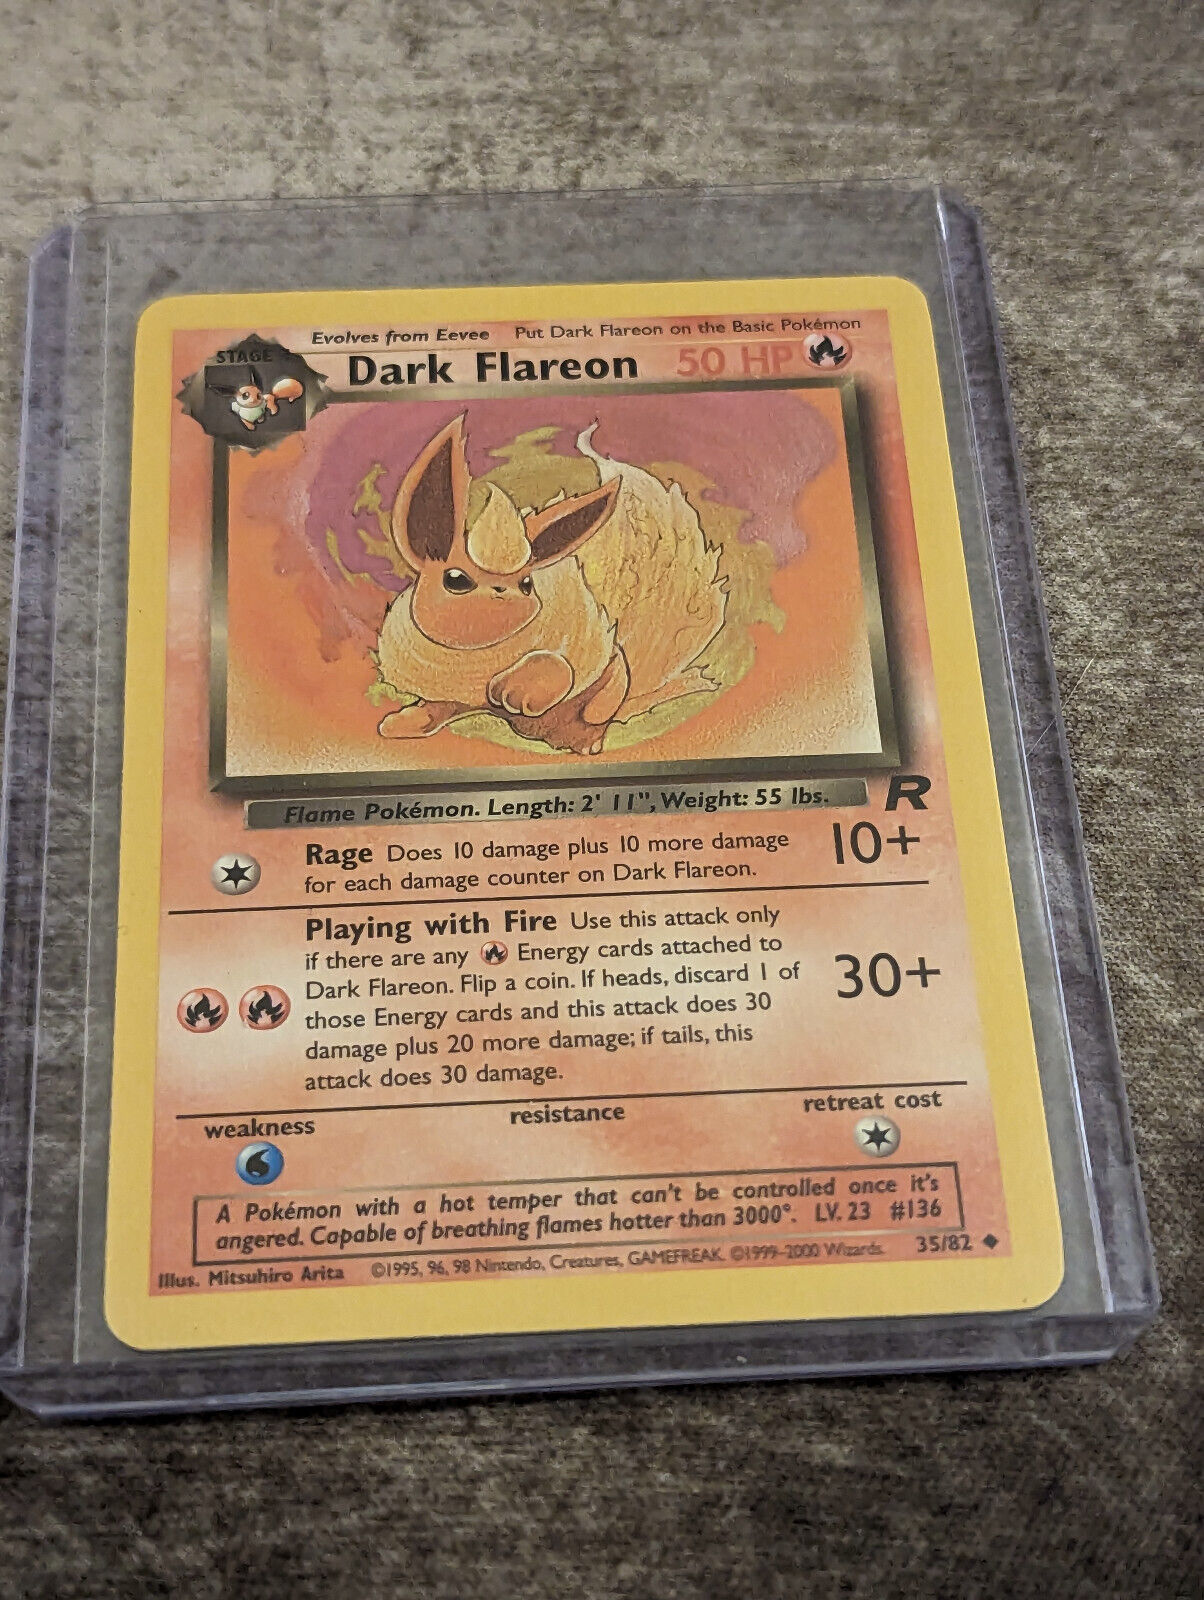 Evolves from Eevee Put Dark Flareon on the Basic Pokémon
STAGE
Dark Flareon 50 HP
Flame Pokémon. Length: 2' 11", Weight: 55 lbs.
R
Rage Does 10 damage plus 10 more damage
for each damage counter on Dark Flareon.
10+
Playing with Fire Use this attack only
if there are any Energy cards attached to
Dark Flareon. Flip a coin. If heads, discard 1 of
those Energy cards and this attack does 30
damage plus 20 more damage; if tails, this
attack does 30 damage.
30+
weakness resistance retreat cost
A Pokémon with a hot temper that can't be controlled once it's
angered. Capable of breathing flames hotter than 3000°. LV. 23 #136
Illus. Mitsuhiro Arita ©1995, 96, 98 Nintendo, Creatures, GAMEFREAK. ©1999-2000 Wizards. 35/82